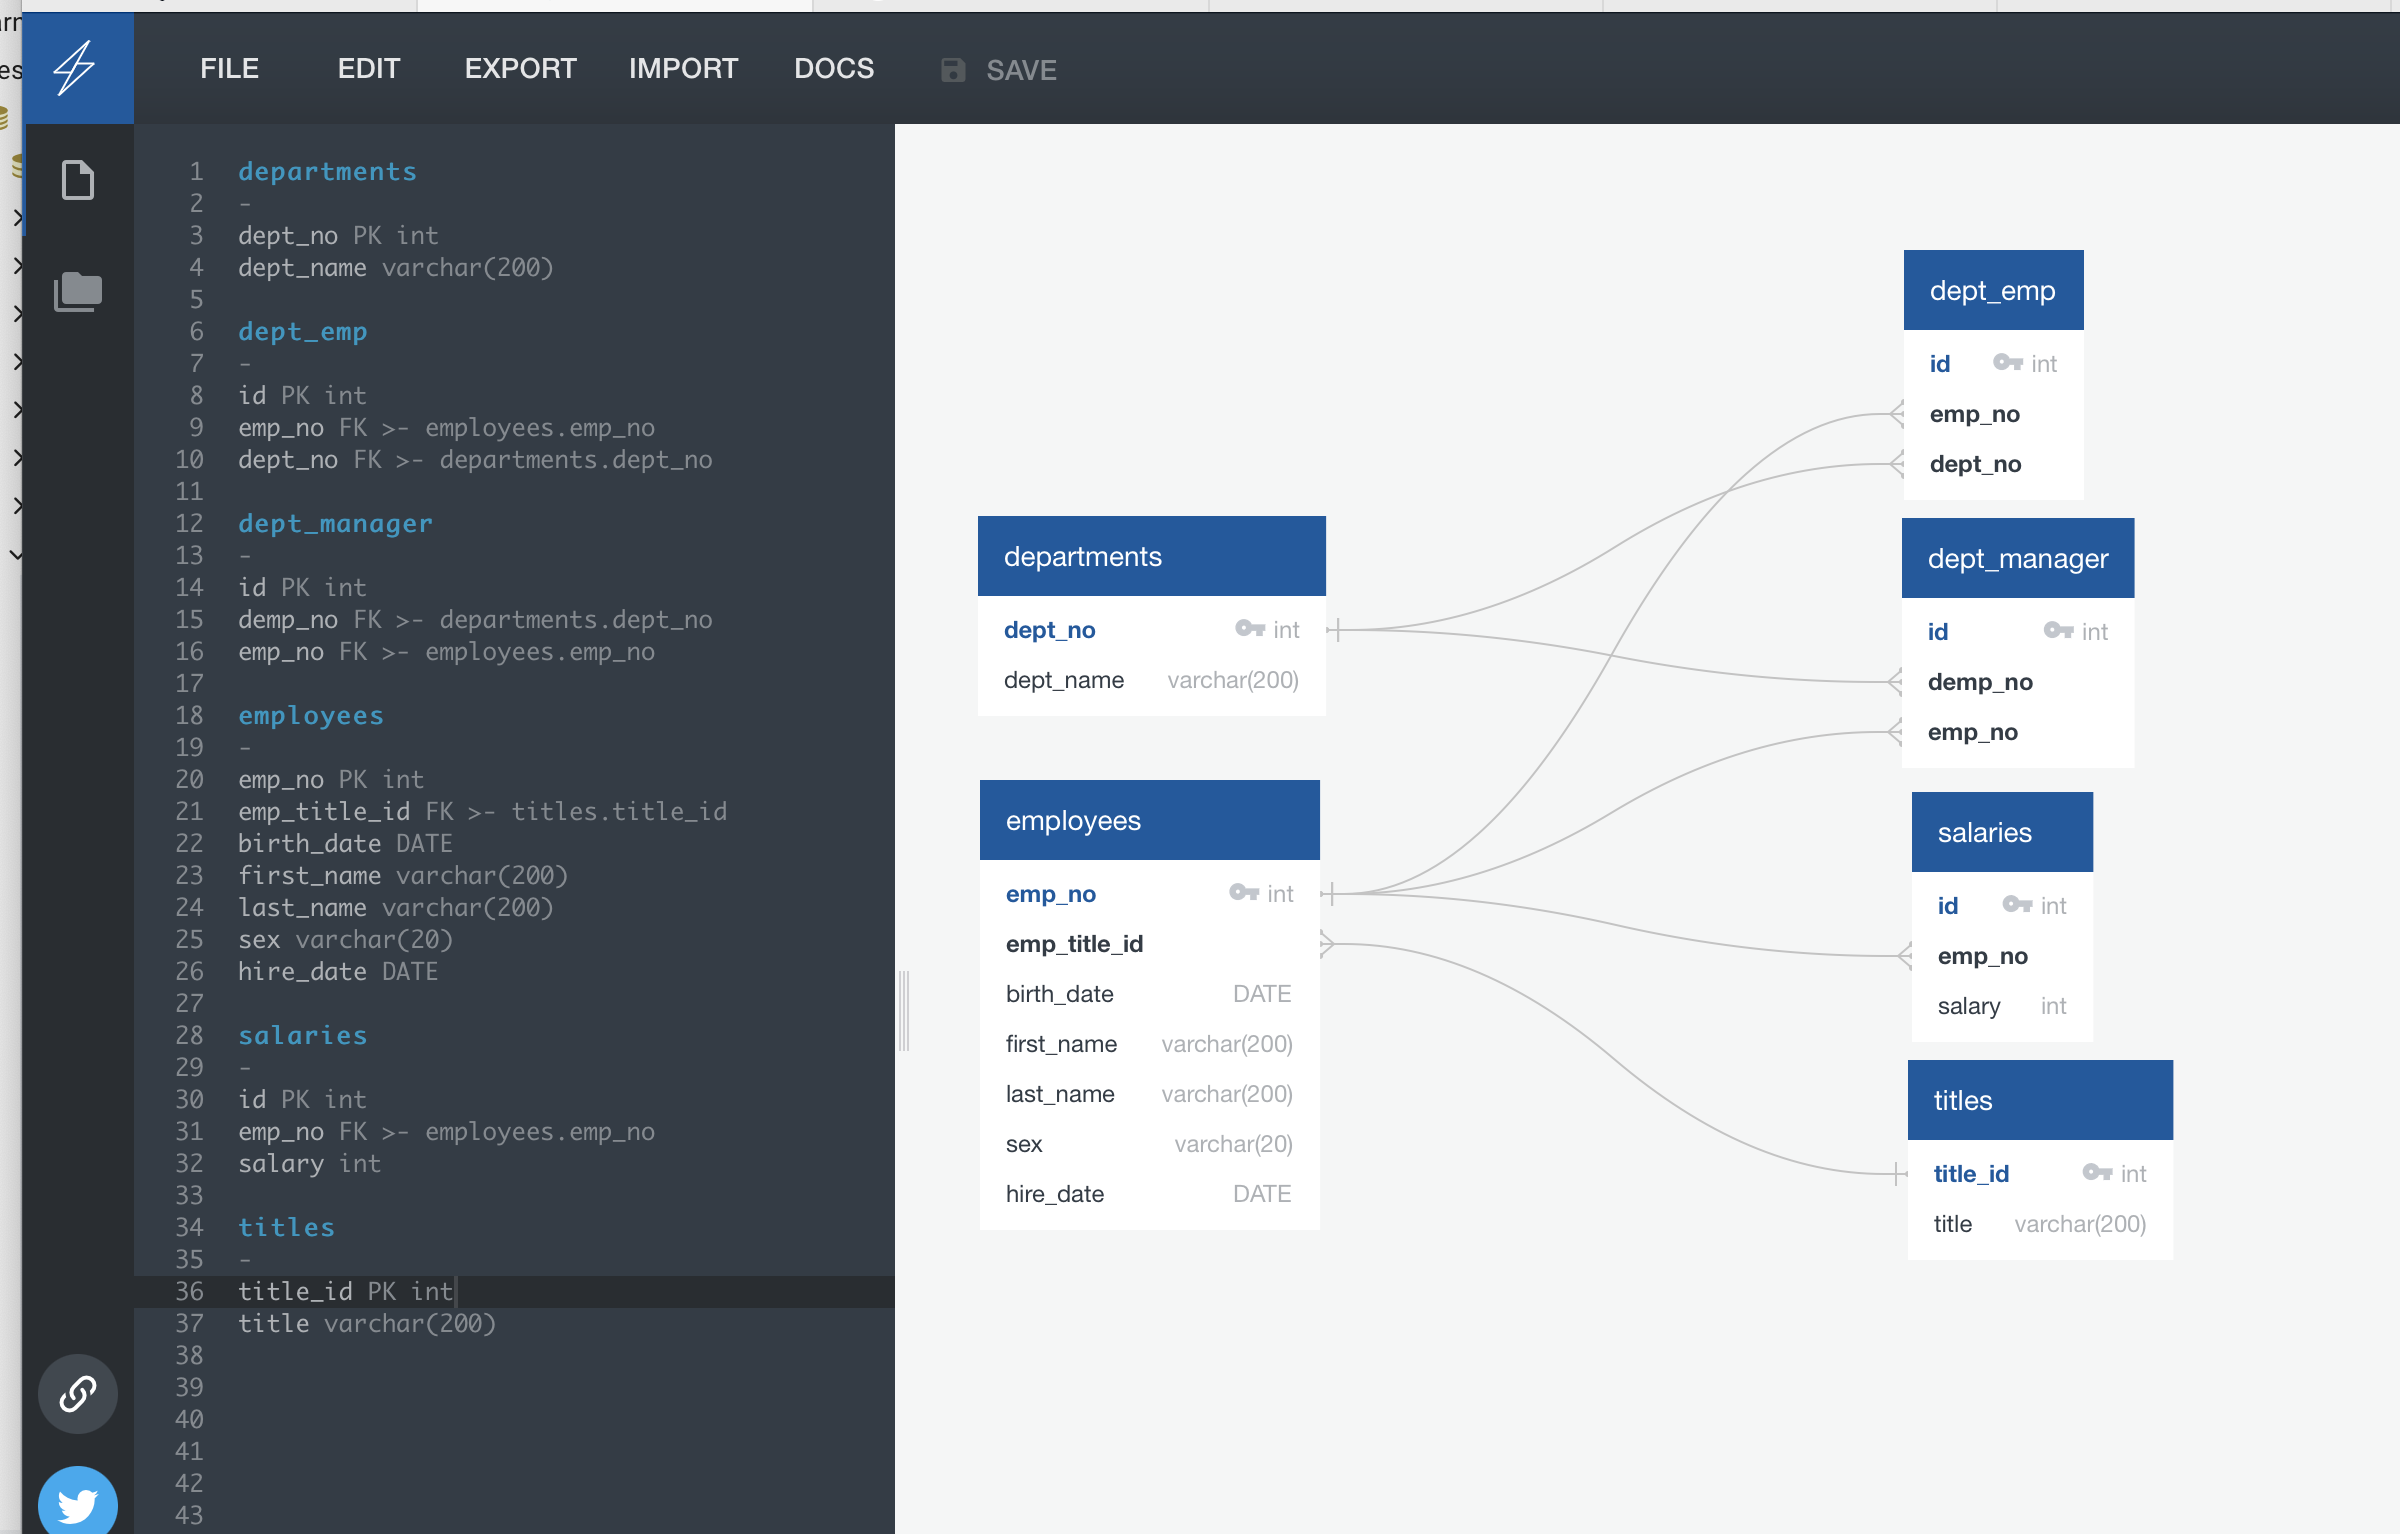 FILE EDIT EXPORT IMPORT DOCS SAVE
1 departments
2 -
3 dept_no PK int
4 dept_name varchar(200)
5
6 dept_emp
7 -
8 id PK int
9 emp_no FK >- employees.emp_no
10 dept_no FK >- departments.dept_no
11
12 dept_manager
13 -
14 id PK int
15 demp_no FK >- departments.dept_no
16 emp_no FK >- employees.emp_no
17
18 employees
19 -
20 emp_no PK int
21 emp_title_id FK >- titles.title_id
22 birth_date DATE
23 first_name varchar(200)
24 last_name varchar(200)
25 sex varchar(20)
26 hire_date DATE
27
28 salaries
29 -
30 id PK int
31 emp_no FK >- employees.emp_no
32 salary int
33
34 titles
35 -
36 title_id PK int
37 title varchar(200)
38
39
40
41
42
43
departments
dept_no int
dept_name varchar(200)
employees
emp_no int
emp_title_id
birth_date DATE
first_name varchar(200)
last_name varchar(200)
sex varchar(20)
hire_date DATE
dept_emp
id int
emp_no
dept_no
dept_manager
id int
demp_no
emp_no
salaries
id int
emp_no
salary int
titles
title_id int
title varchar(200)